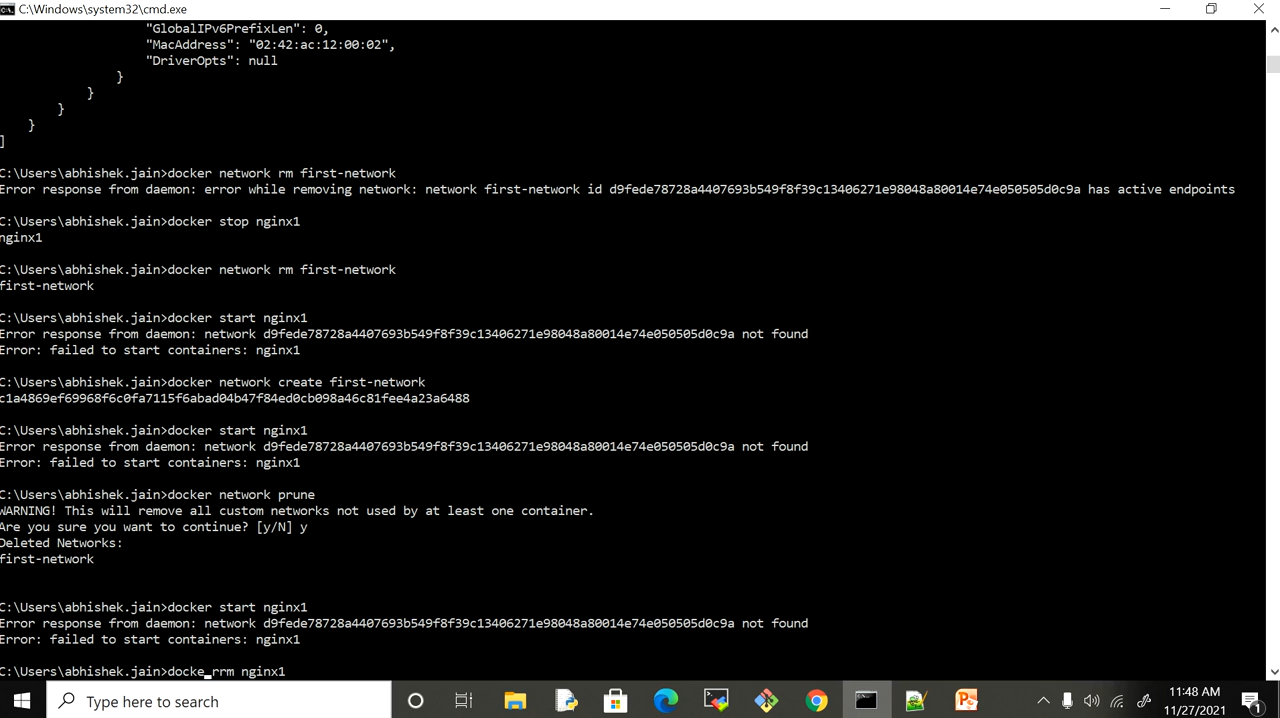 C:\Windows\system32\cmd.exe
"GlobalIPv6PrefixLen": 0,
"MacAddress": "02:42:ac:12:00:02",
"DriverOpts": null
}
}
}
}
]
C:\Users\abhishek.jain>docker network rm first-network
Error response from daemon: error while removing network: network first-network id d9fede78728a4407693b549f8f39c13406271e98048a80014e74e050505d0c9a has active endpoints
C:\Users\abhishek.jain>docker stop nginx1
nginx1
C:\Users\abhishek.jain>docker network rm first-network
first-network
C:\Users\abhishek.jain>docker start nginx1
Error response from daemon: network d9fede78728a4407693b549f8f39c13406271e98048a80014e74e050505d0c9a not found
Error: failed to start containers: nginx1
C:\Users\abhishek.jain>docker network create first-network
c1a4869ef69968f6c0fa7115f6abad04b47f84ed0cb098a46c81fee4a23a6488
C:\Users\abhishek.jain>docker start nginx1
Error response from daemon: network d9fede78728a4407693b549f8f39c13406271e98048a80014e74e050505d0c9a not found
Error: failed to start containers: nginx1
C:\Users\abhishek.jain>docker network prune
WARNING! This will remove all custom networks not used by at least one container.
Are you sure you want to continue? [y/N] y
Deleted Networks:
first-network
C:\Users\abhishek.jain>docker start nginx1
Error response from daemon: network d9fede78728a4407693b549f8f39c13406271e98048a80014e74e050505d0c9a not found
Error: failed to start containers: nginx1
C:\Users\abhishek.jain>docke_rrm nginx1
Type here to search
11:48 AM
11/27/2021
1